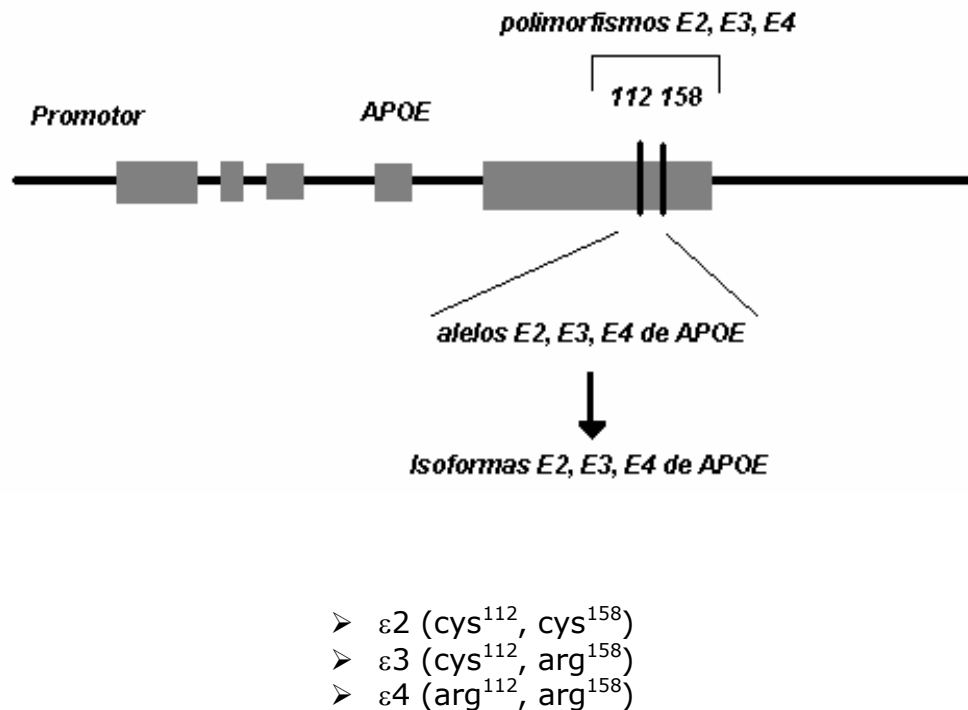 polimorfismos E2, E3, E4
112 158
Promotor APOE
alelos E2, E3, E4 de APOE
Isoformas E2, E3, E4 de APOE
➢ ε2 (cys¹¹², cys¹⁵⁸)
➢ ε3 (cys¹¹², arg¹⁵⁸)
➢ ε4 (arg¹¹², arg¹⁵⁸)